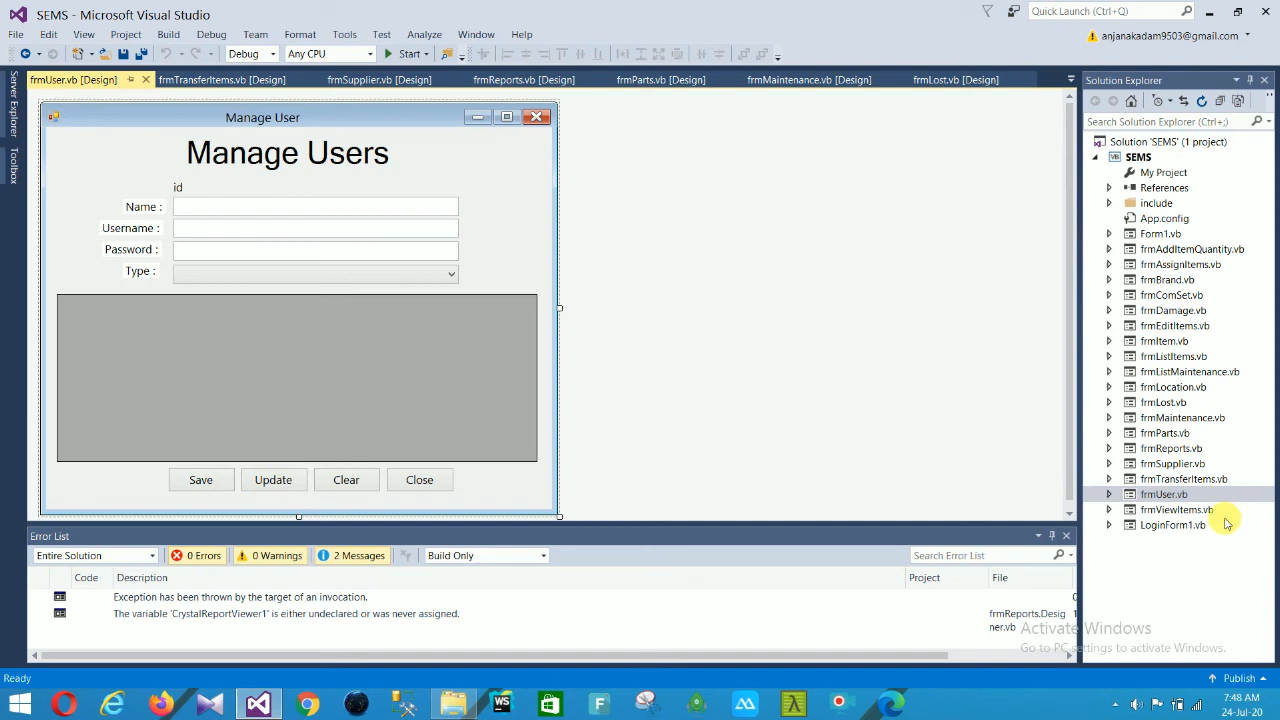 SEMS - Microsoft Visual Studio
Quick Launch (Ctrl+Q)
File Edit View Project Build Debug Team Format Tools Test Analyze Window Help
anjanakadam9503@gmail.com
Debug Any CPU Start
frmUser.vb [Design] frmTransferItems.vb [Design] frmSupplier.vb [Design] frmReports.vb [Design] frmParts.vb [Design] frmMaintenance.vb [Design] frmLost.vb [Design]
Server Explorer
Toolbox
Manage User
Manage Users
id
Name :
Username :
Password :
Type :
Save Update Clear Close
Solution Explorer
Search Solution Explorer (Ctrl+;)
Solution 'SEMS' (1 project)
VB SEMS
My Project
References
include
App.config
Form1.vb
frmAddItemQuantity.vb
frmAssignItems.vb
frmBrand.vb
frmComSet.vb
frmDamage.vb
frmEditItems.vb
frmItem.vb
frmListItems.vb
frmListMaintenance.vb
frmLocation.vb
frmLost.vb
frmMaintenance.vb
frmParts.vb
frmReports.vb
frmSupplier.vb
frmTransferItems.vb
frmUser.vb
frmViewItems.vb
LoginForm1.vb
Error List
Entire Solution 0 Errors 0 Warnings 2 Messages Build Only Search Error List
Code Description Project File
Exception has been thrown by the target of an invocation. 0
The variable 'CrystalReportViewer1' is either undeclared or was never assigned. frmReports.Desig 1
ner.vb
Activate Windows
Go to PC settings to activate Windows.
Ready
Publish
WS
F
7:48 AM
24-Jul-20